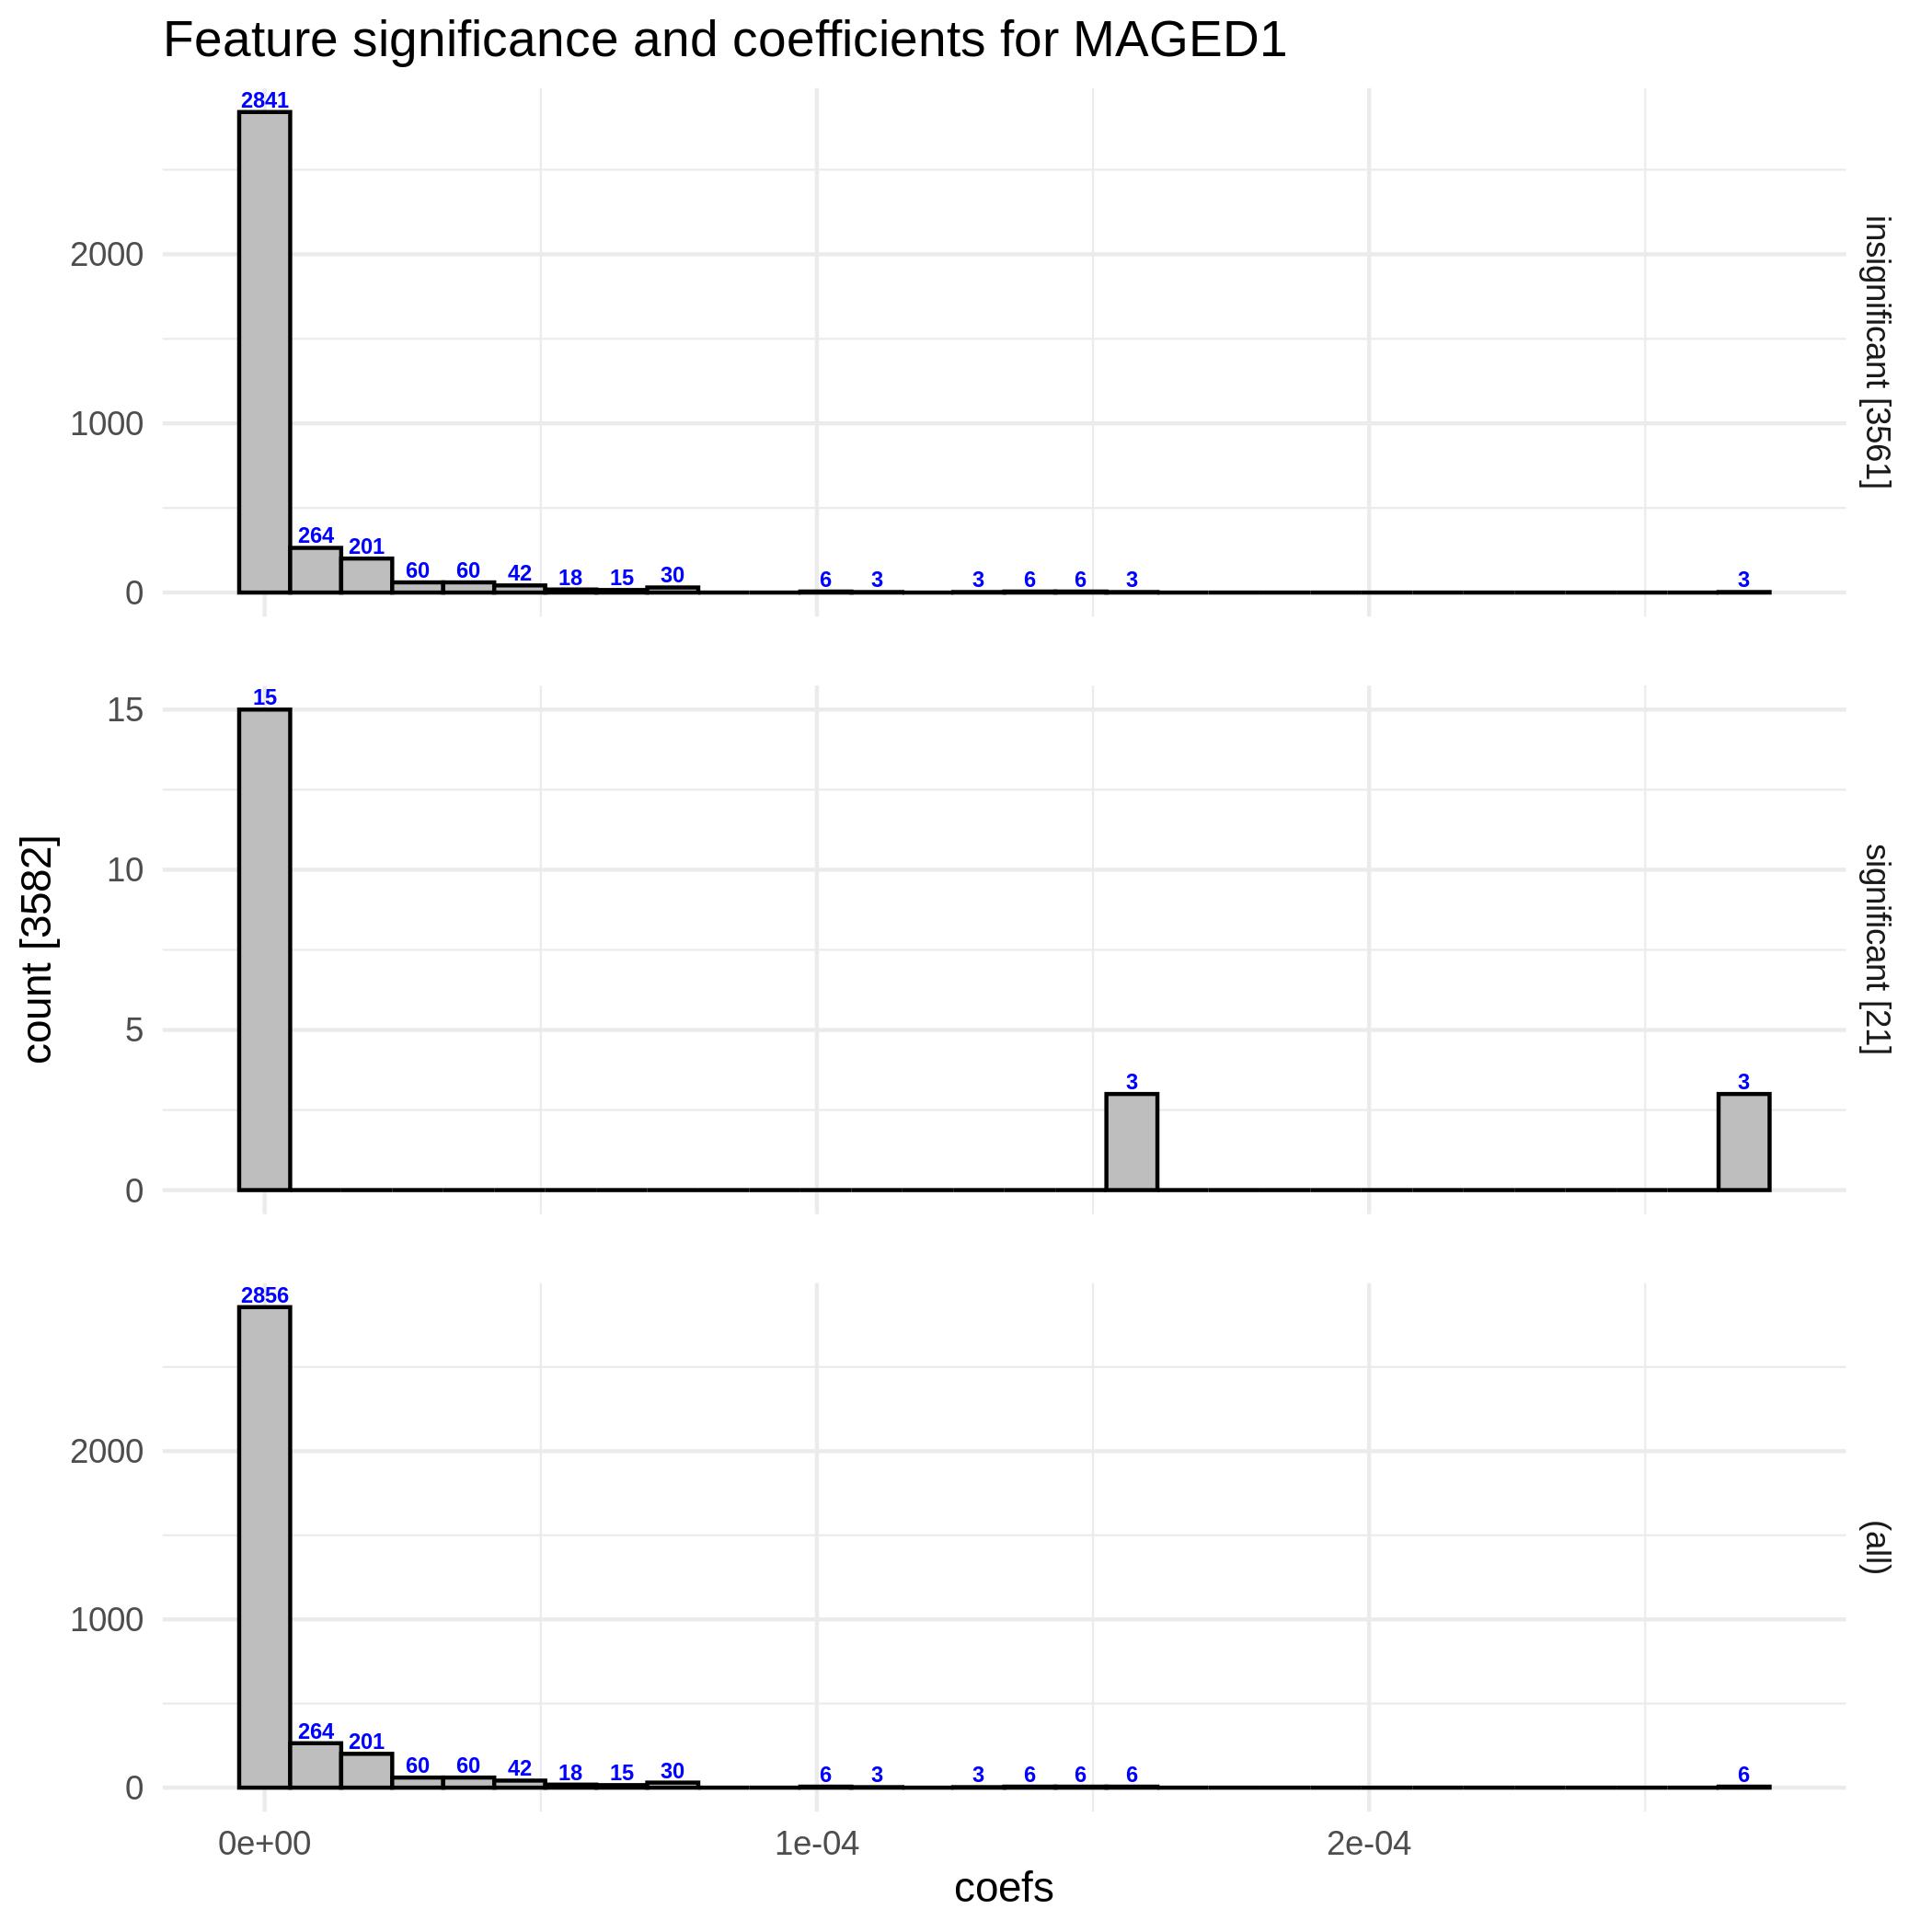 Feature significance and coefficients for MAGED1
count [3582]
2841
264 201 60 60 42 18 15 30 6 3 3 6 6 3 3
2000
1000
0
insignificant [3561]
15
3 3
15
10
5
0
significant [21]
2856
264 201 60 60 42 18 15 30 6 3 3 6 6 6 6
2000
1000
0
(all)
0e+00 1e-04 2e-04
coefs